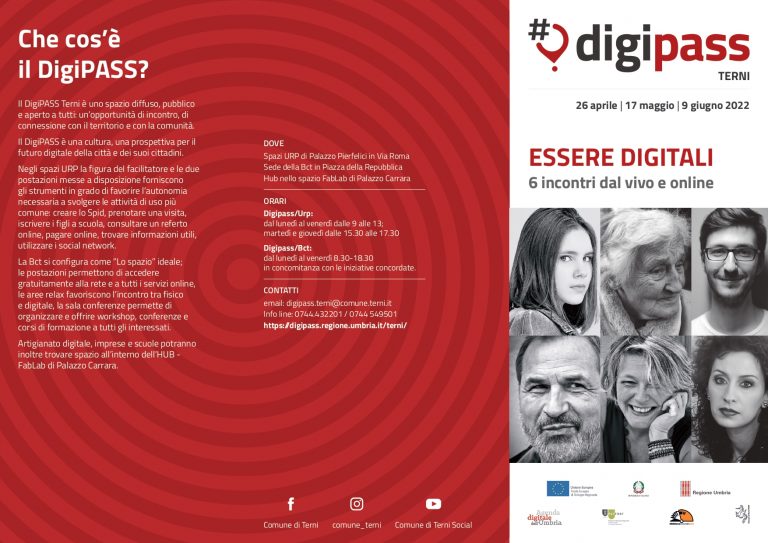 Che cos'è
il DigiPASS?
Il DigiPASS Terni è uno spazio diffuso, pubblico
e aperto a tutti: un'opportunità di incontro, di
connessione con il territorio e con la comunità.
Il DigiPASS è una cultura, una prospettiva per il
futuro digitale della città e dei suoi cittadini.
Negli spazi URP la figura del facilitatore e le due
postazioni messe a disposizione forniscono
gli strumenti in grado di favorire l'autonomia
necessaria a svolgere le attività di uso più
comune: creare lo Spid, prenotare una visita,
iscrivere i figli a scuola, consultare un referto
online, pagare online, trovare informazioni utili,
utilizzare i social network.
La Bct si configura come "Lo spazio" ideale;
le postazioni permettono di accedere
gratuitamente alla rete e a tutti i servizi online,
le aree relax favoriscono l'incontro tra fisico
e digitale, la sala conferenze permette di
organizzare e offrire workshop, conferenze e
corsi di formazione a tutti gli interessati.
Artigianato digitale, imprese e scuole potranno
inoltre trovare spazio all'interno dell'HUB -
FabLab di Palazzo Carrara.
DOVE
Spazi URP di Palazzo Pierfelici in Via Roma
Sede della Bct in Piazza della Repubblica
Hub nello spazio FabLab di Palazzo Carrara
ORARI
Digipass/Urp:
dal lunedì al venerdì dalle 9 alle 13;
martedì e giovedì dalle 15.30 alle 17.30
Digipass/Bct:
dal lunedì al venerdì 8.30-18.30
in concomitanza con le iniziative concordate.
CONTATTI
email: digipass.terni@comune.terni.it
Info line: 0744.432201 / 0744 549501
https://digipass.regione.umbria.it/terni/
Comune di Terni
comune_terni
Comune di Terni Social
# digipass
TERNI
26 aprile | 17 maggio | 9 giugno 2022
ESSERE DIGITALI
6 incontri dal vivo e online
Unione Europea
Regione Umbria
Agenda
digitale
dell'Umbria